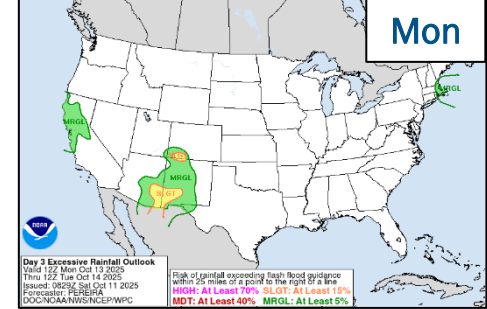 Mon
MRGL
MRGL
MRGL
SLGT
NOAA
Day 3 Excessive Rainfall Outlook
Valid 12Z Mon Oct 13 2025
Thru 12Z Tue Oct 14 2025
Issued: 0829Z Sat Oct 11 2025
Forecaster: PEREIRA
DOC/NOAA/NWS/NCEP/WPC
Risk of rainfall exceeding flash flood guidance
within 25 miles of a point to the right of a line
HIGH: At Least 70% SLGT: At Least 15%
MDT: At Least 40% MRGL: At Least 5%